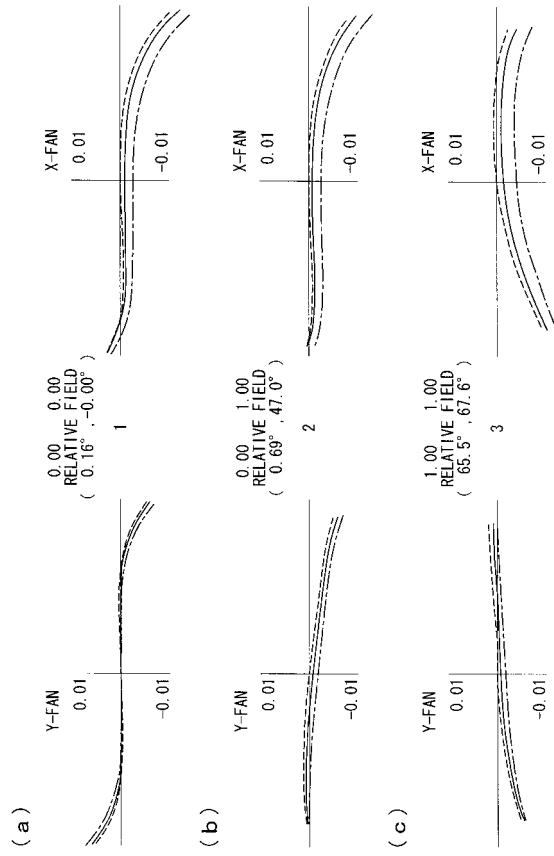 (a)
Y-FAN
0.01
-0.01
0.00 0.00
RELATIVE FIELD
( 0.16° , -0.00° )
1
X-FAN
0.01
-0.01
(b)
Y-FAN
0.01
-0.01
0.00 1.00
RELATIVE FIELD
( 0.69° , 47.0° )
2
X-FAN
0.01
-0.01
(c)
Y-FAN
0.01
-0.01
1.00 1.00
RELATIVE FIELD
( 65.5° , 67.6° )
3
X-FAN
0.01
-0.01